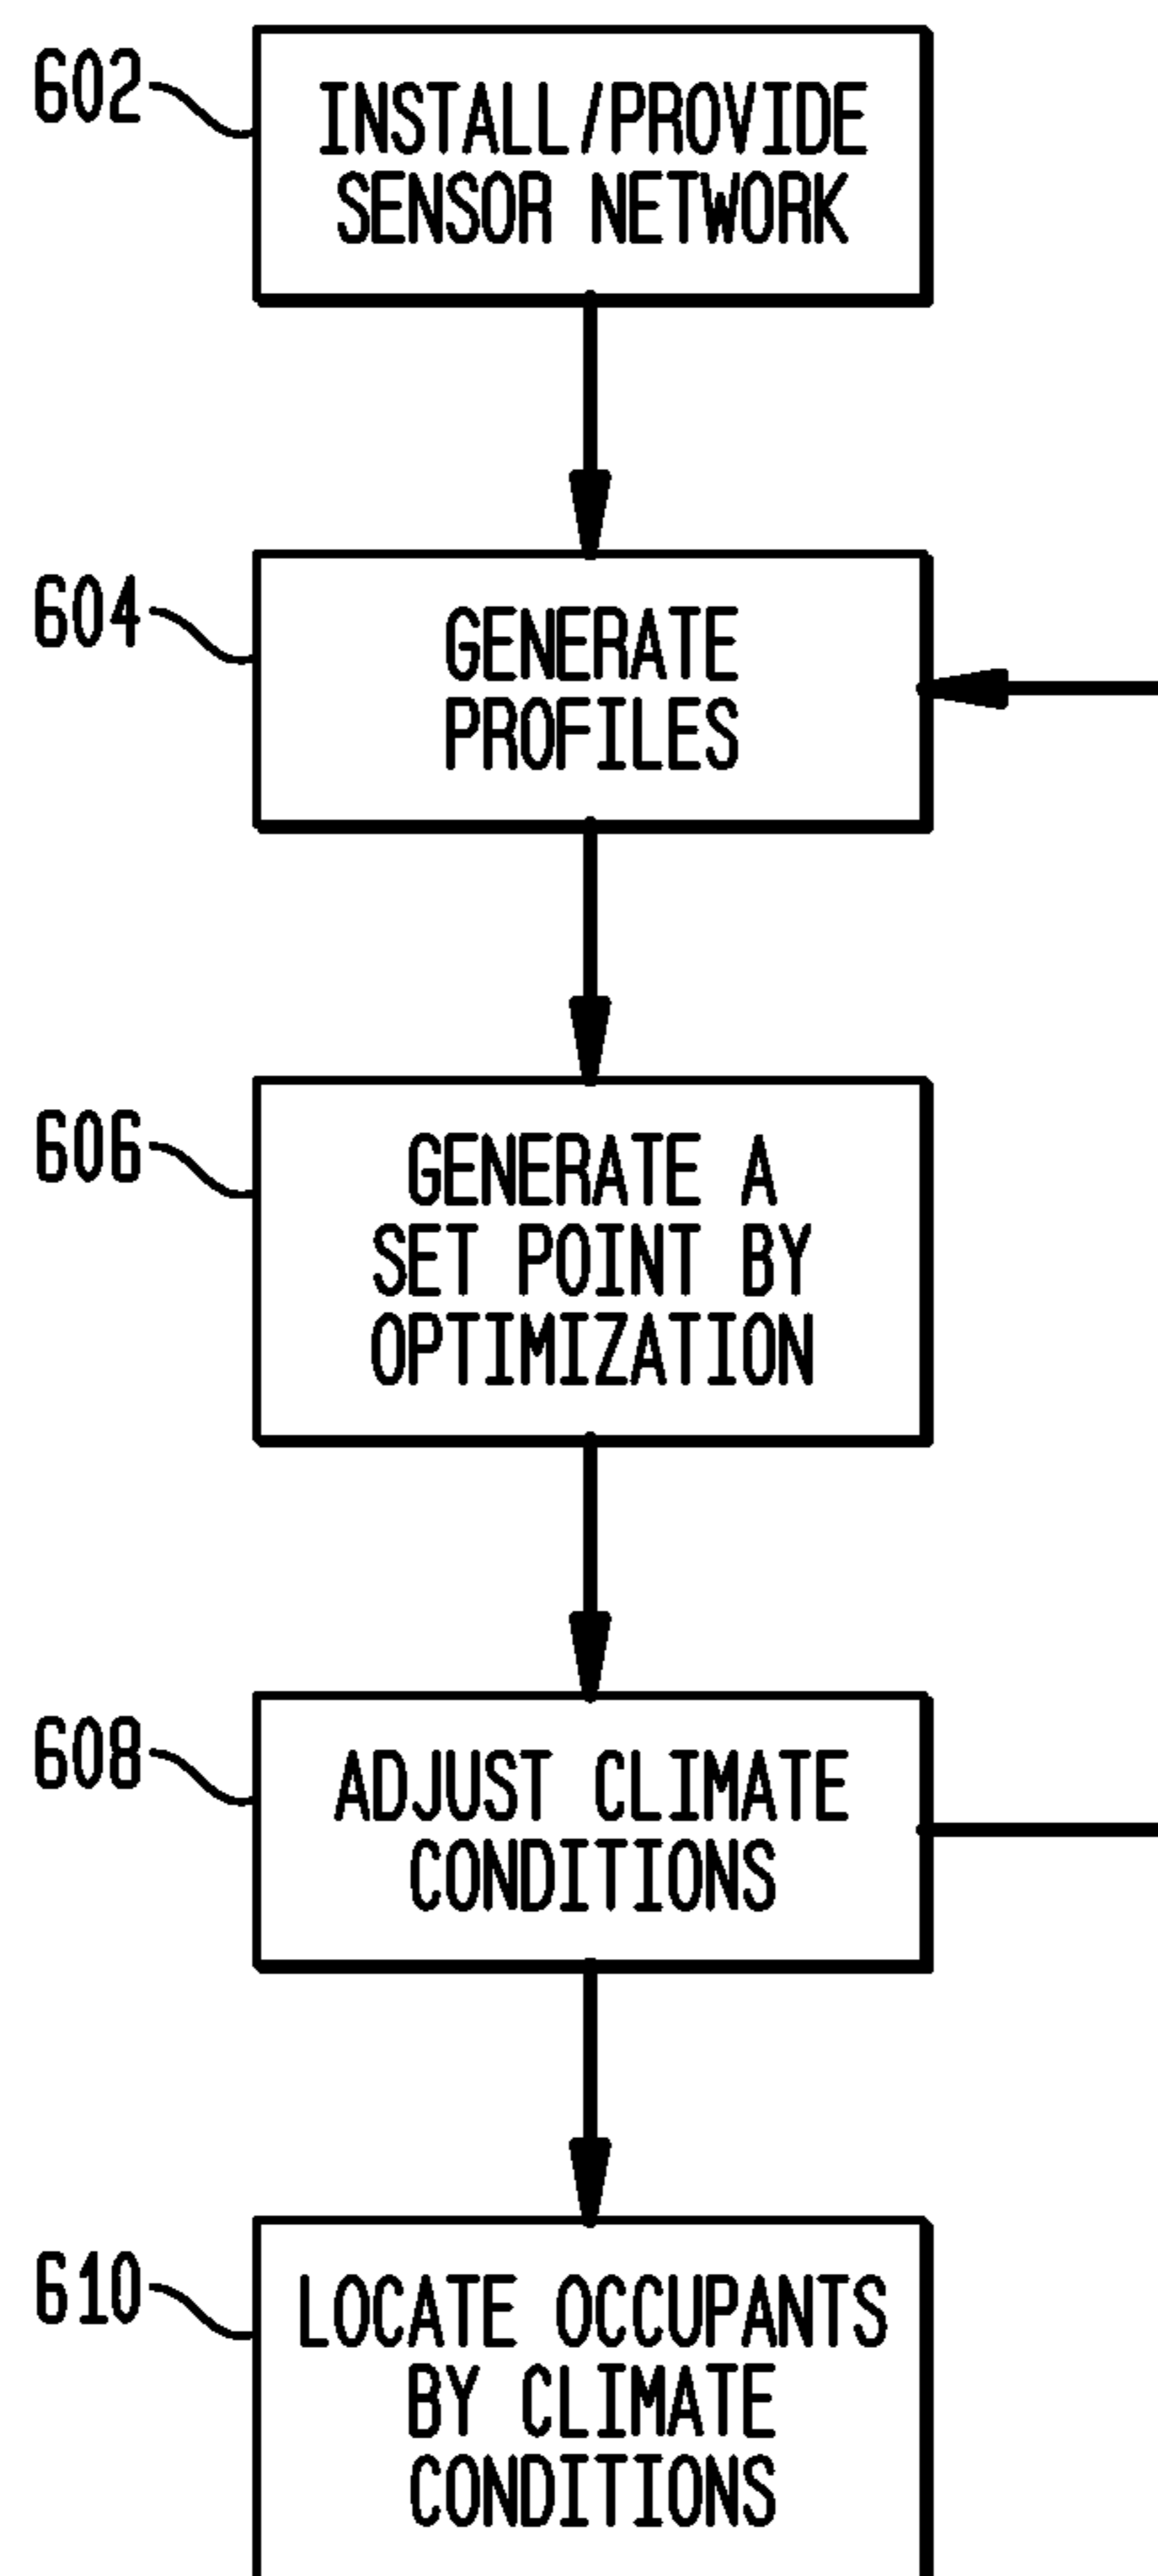 602
INSTALL/PROVIDE
SENSOR NETWORK
604
GENERATE
PROFILES
606
GENERATE A
SET POINT BY
OPTIMIZATION
608
ADJUST CLIMATE
CONDITIONS
610
LOCATE OCCUPANTS
BY CLIMATE
CONDITIONS